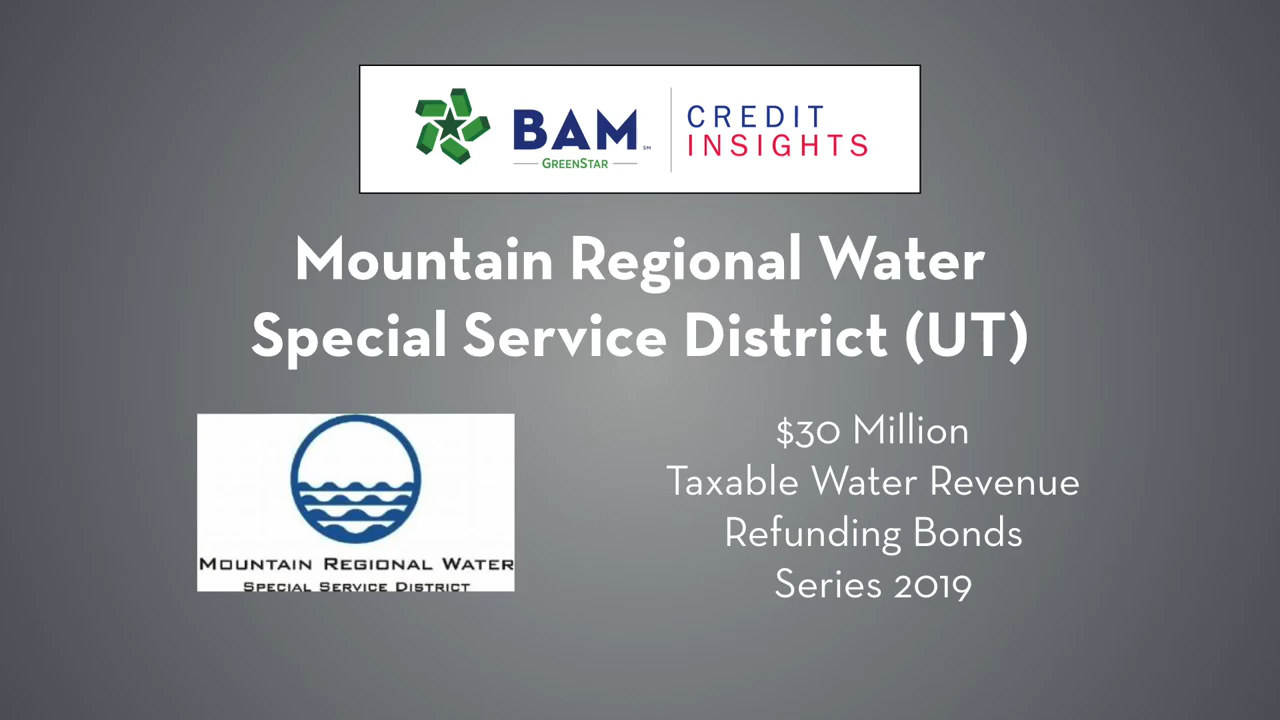 BAM SM
GREENSTAR
CREDIT
INSIGHTS
Mountain Regional Water
Special Service District (UT)
MOUNTAIN REGIONAL WATER
SPECIAL SERVICE DISTRICT
$30 Million
Taxable Water Revenue
Refunding Bonds
Series 2019